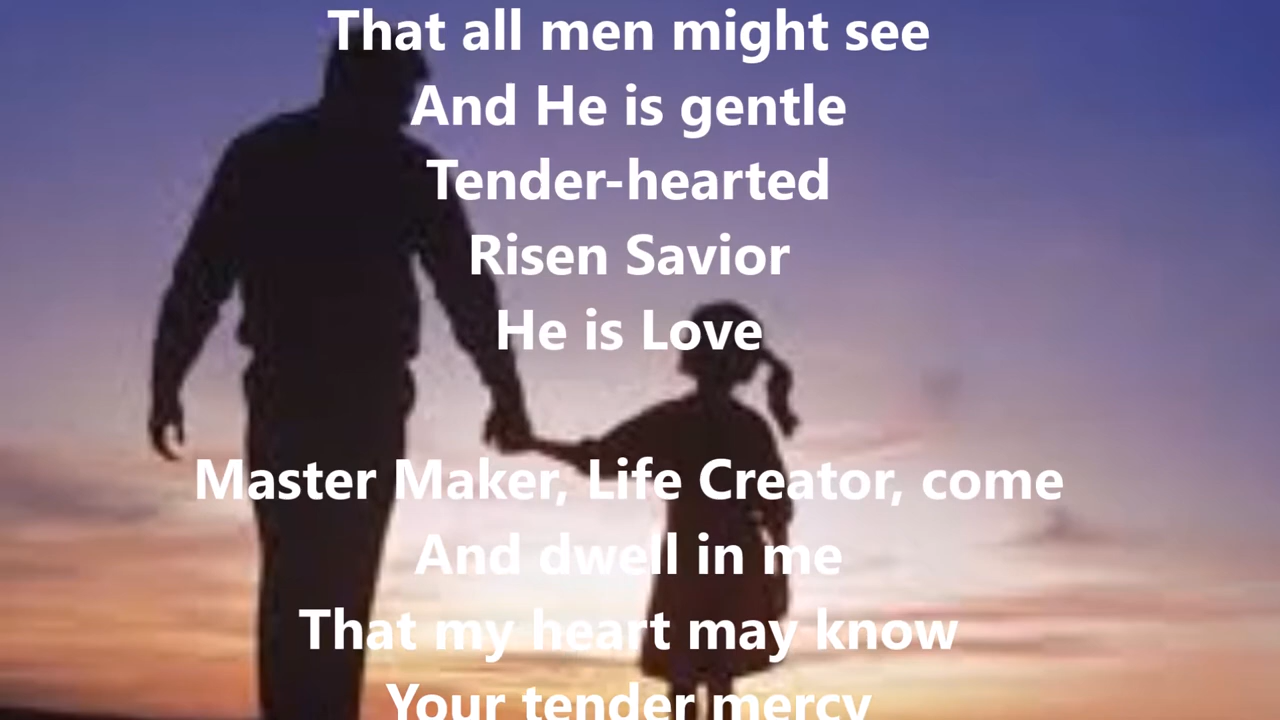 That all men might see
And He is gentle
Tender-hearted
Risen Savior
He is Love
Master Maker, Life Creator, come
And dwell in me
That my heart may know
Your tender mercy